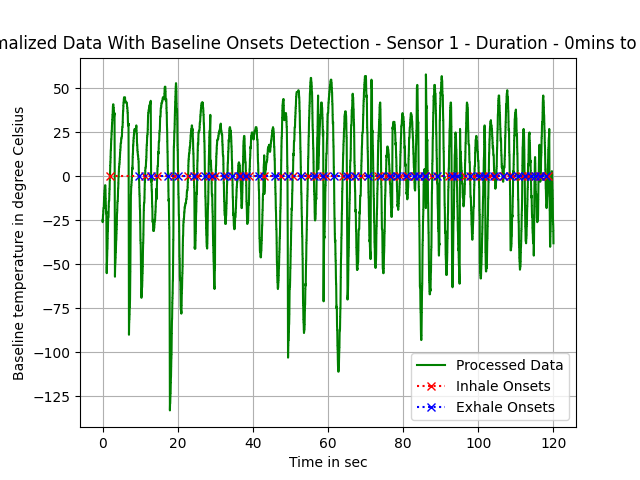 malized Data With Baseline Onsets Detection - Sensor 1 - Duration - 0mins to
Baseline temperature in degree Celsius
50
25
0
−25
−50
−75
−100
−125
Processed Data
Inhale Onsets
Exhale Onsets
0 20 40 60 80 100 120
Time in sec